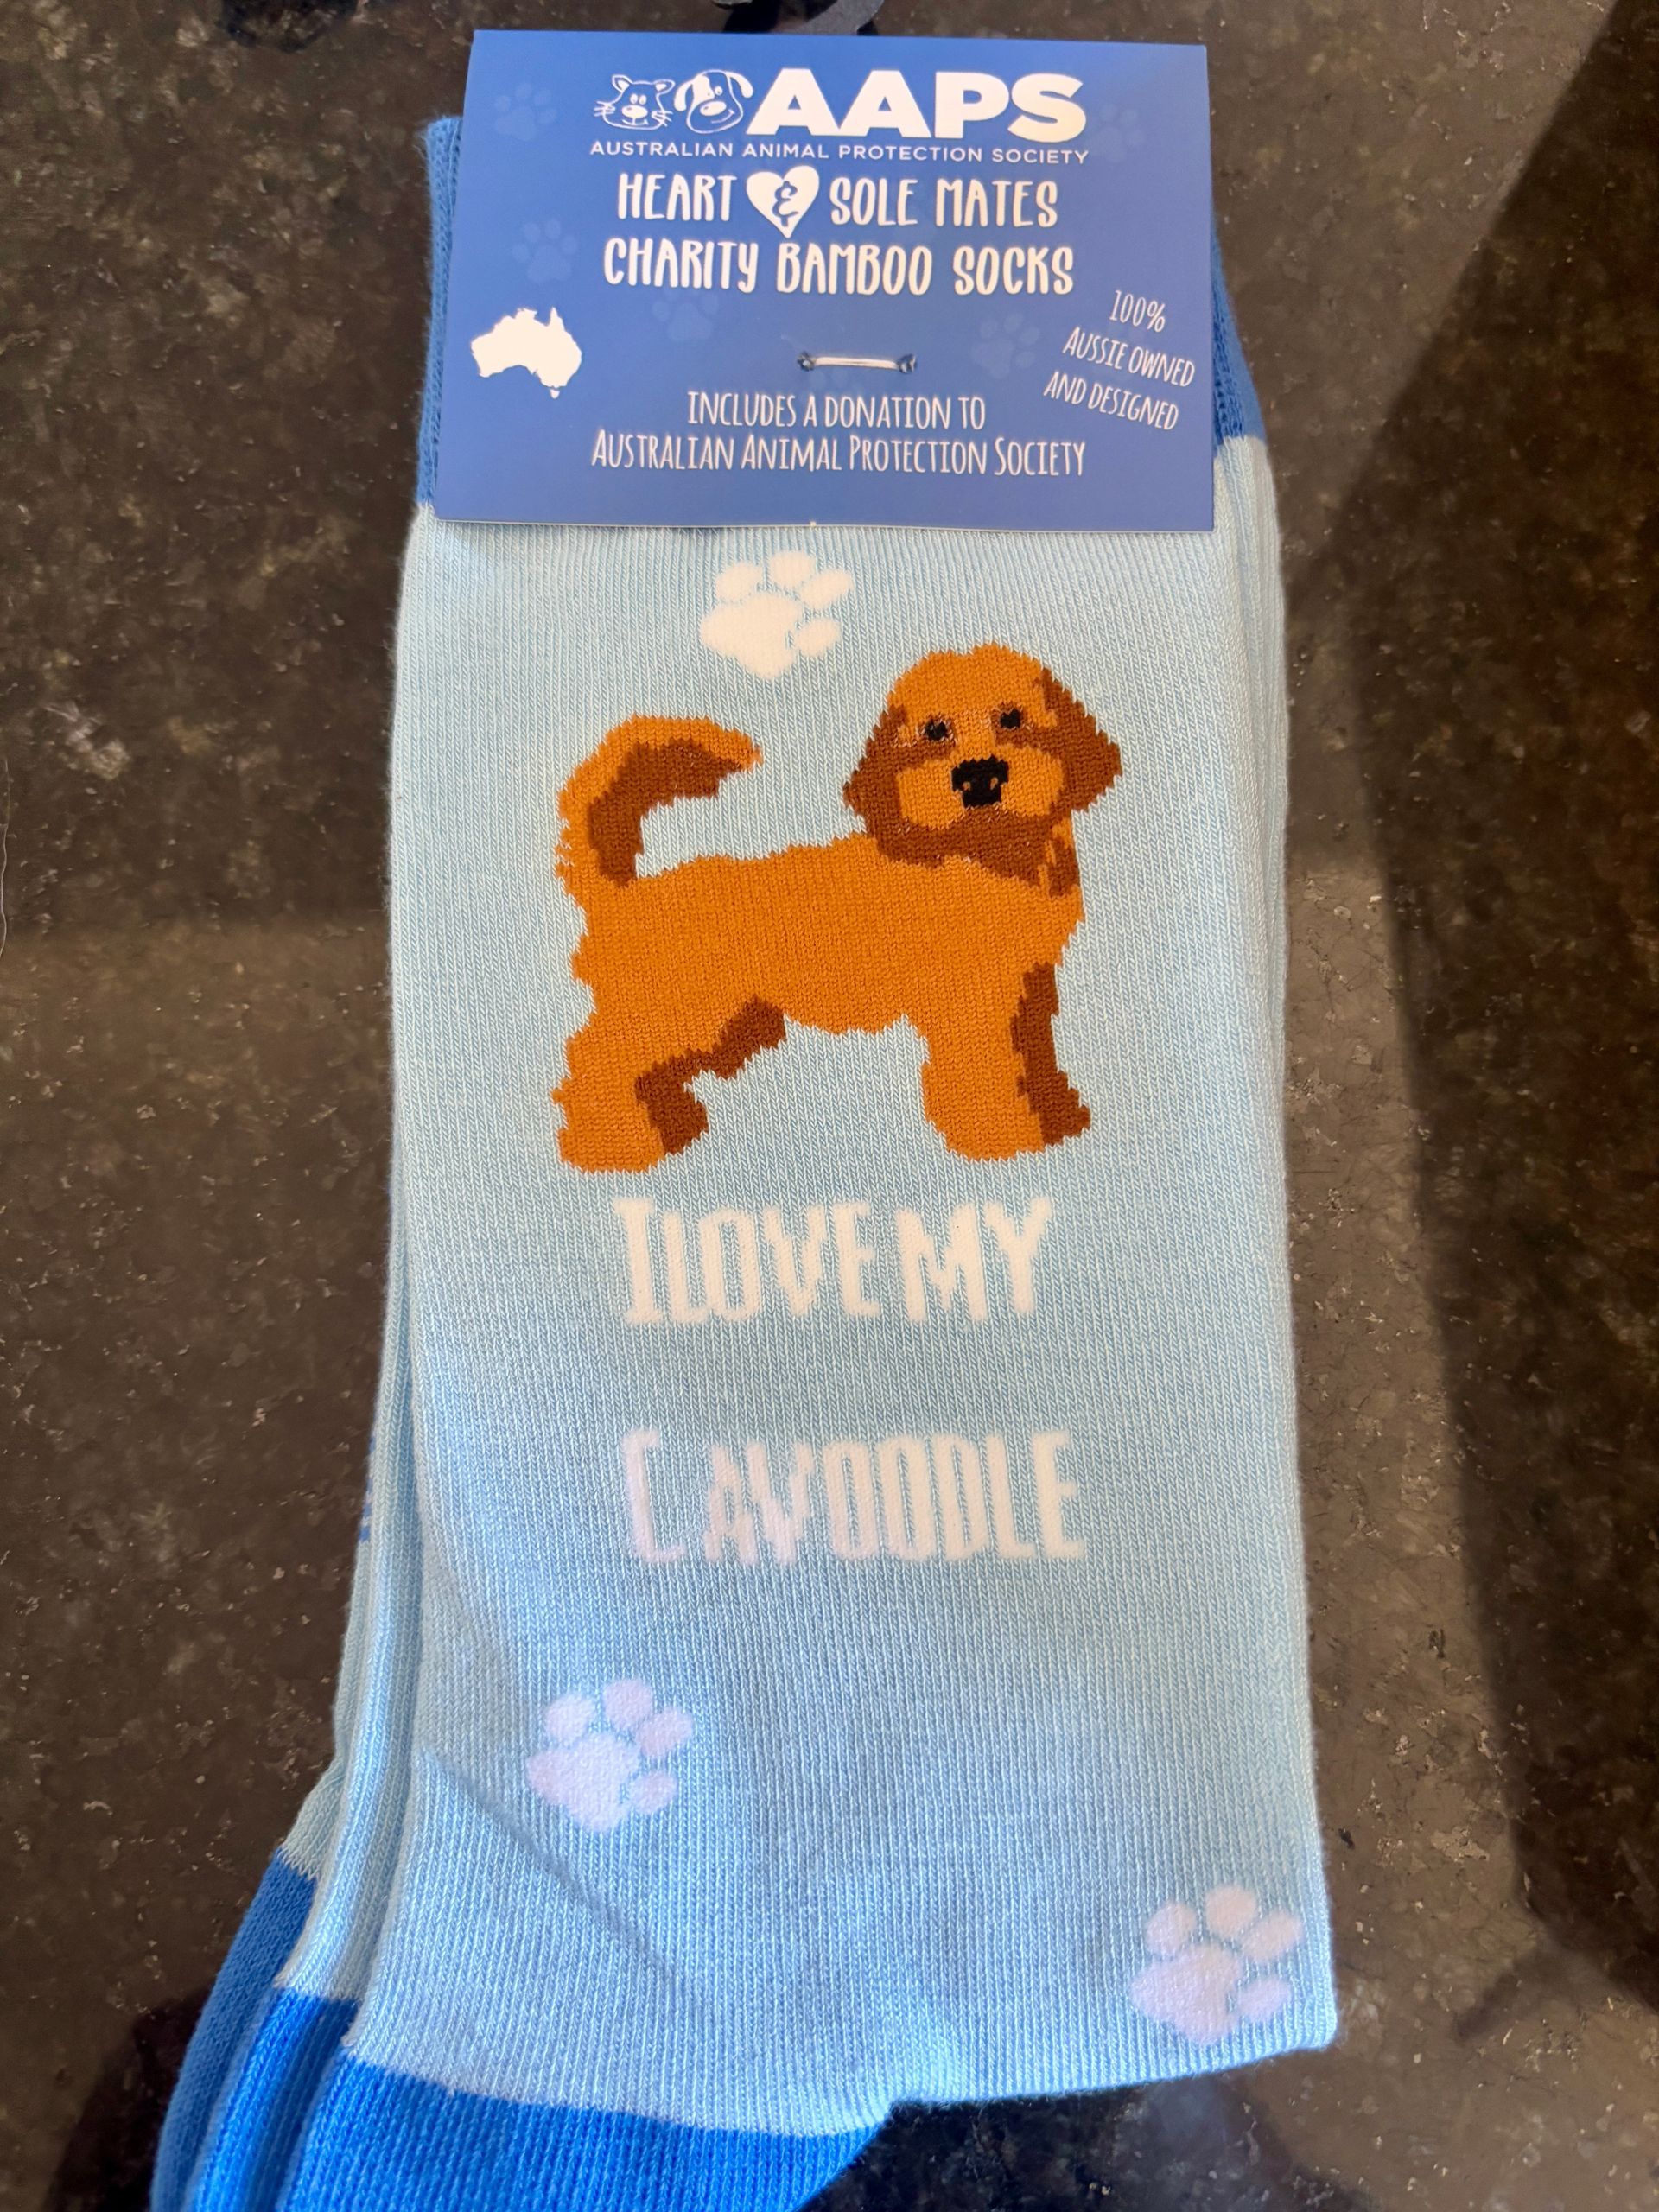 AAPS
AUSTRALIAN ANIMAL PROTECTION SOCIETY
HEART & SOLE MATES
CHARITY BAMBOO SOCKS
100%
AUSSIE OWNED
AND DESIGNED
INCLUDES A DONATION TO
AUSTRALIAN ANIMAL PROTECTION SOCIETY
I LOVE MY
CAVOODLE